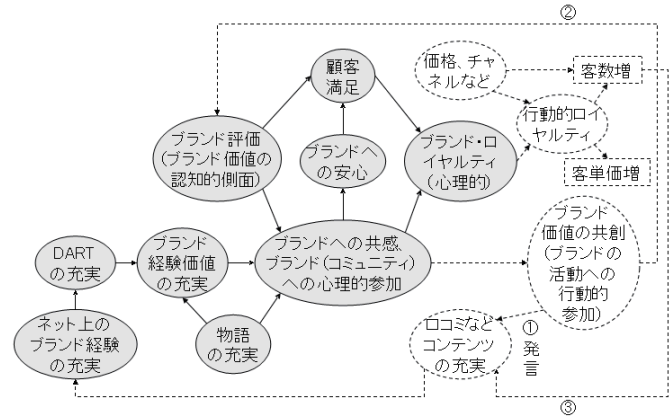 ②
顧客
満足
価格、チャ
ネルなど
客数増
行動的ロイ
ヤルティ
客単価増
ブランド評価
(ブランド価値の
認知的側面)
ブランドへ
の安心
ブランド・ロ
イヤルティ
(心理的)
ブランド
価値の共創
(ブランドの
活動への
行動的
参加)
DART
の充実
ブランド
経験価値
の充実
ブランドへの共感、
ブランド(コミュニティ)
への心理的参加
ネット上の
ブランド経験
の充実
物語
の充実
口コミなど
コンテンツ
の充実
①
発
言
③